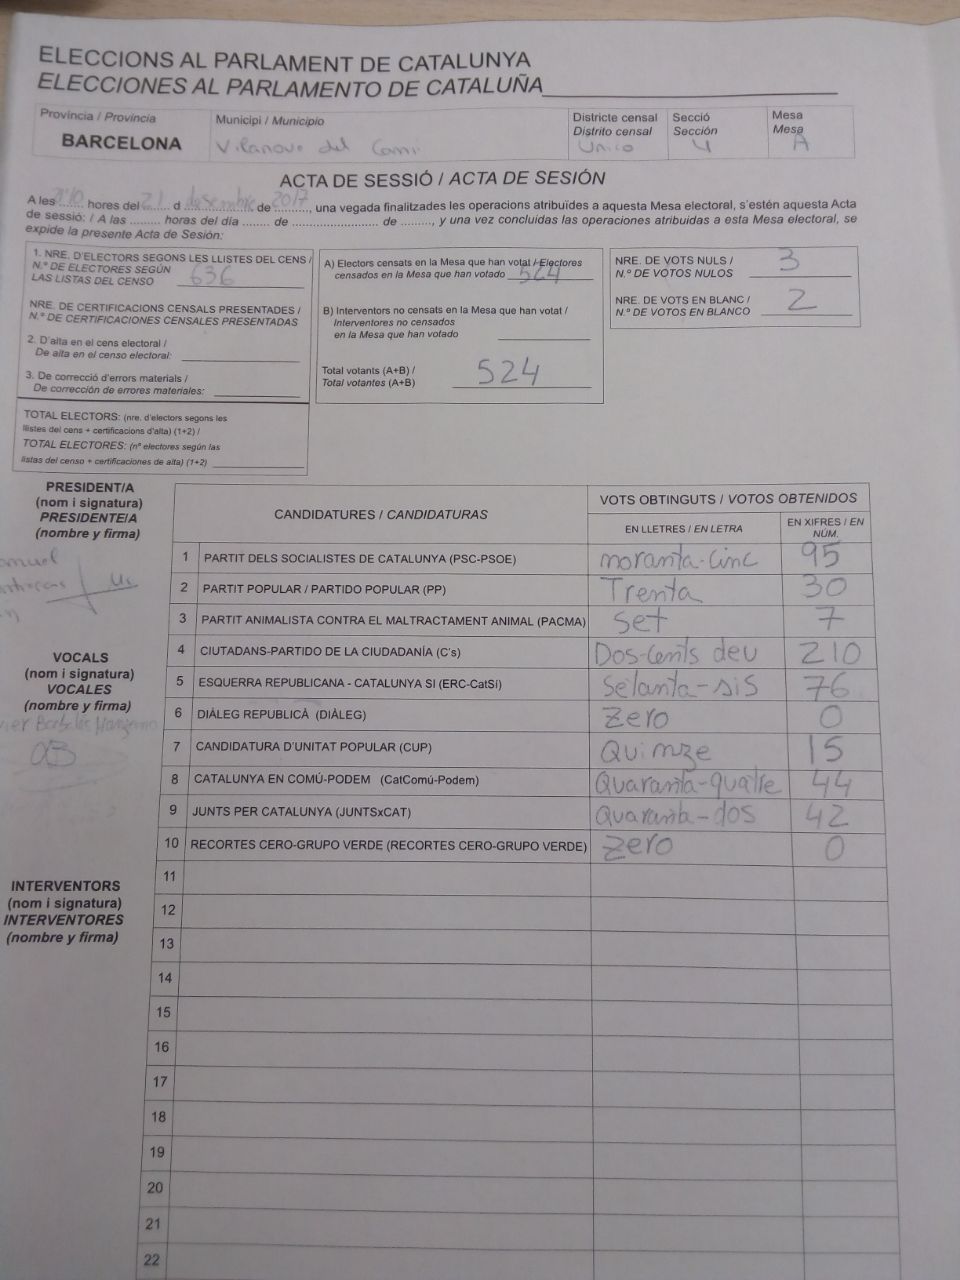 ELECCIONS AL PARLAMENT DE CATALUNYA
ELECCIONES AL PARLAMENTO DE CATALUÑA
Província / Provincia
BARCELONA
Municipi / Municipio
Vilanova del Camí
Districte censal
Distrito censal
Unico
Secció
Sección
4
Mesa
Mesa
A
ACTA DE SESSIÓ / ACTA DE SESIÓN
A les ........ hores del 21 d desembre de 2017, una vegada finalitzades les operacions atribuïdes a aquesta Mesa electoral, s'estén aquesta Acta
de sessió: / A las ......... horas del día ........ de ........................ de ........., y una vez concluidas las operaciones atribuidas a esta Mesa electoral, se
expide la presente Acta de Sesión:
1. NRE. D'ELECTORS SEGONS LES LLISTES DEL CENS /
N.º DE ELECTORES SEGÚN
LAS LISTAS DEL CENSO 636
NRE. DE CERTIFICACIONS CENSALS PRESENTADES /
N.º DE CERTIFICACIONES CENSALES PRESENTADAS
2. D'alta en el cens electoral /
De alta en el censo electoral:
3. De correcció d'errors materials /
De corrección de errores materiales:
TOTAL ELECTORS: (nre. d'electors segons les
llistes del cens + certificacions d'alta) (1+2) /
TOTAL ELECTORES: (nº electores según las
listas del censo + certificaciones de alta) (1+2)
A) Electors censats en la Mesa que han votat / Electores
censados en la Mesa que han votado 524
B) Interventors no censats en la Mesa que han votat /
Interventores no censados
en la Mesa que han votado
Total votants (A+B) /
Total votantes (A+B) 524
NRE. DE VOTS NULS /
N.º DE VOTOS NULOS 3
NRE. DE VOTS EN BLANC /
N.º DE VOTOS EN BLANCO 2
PRESIDENT/A
(nom i signatura)
PRESIDENTE/A
(nombre y firma)
VOCALS
(nom i signatura)
VOCALES
(nombre y firma)
INTERVENTORS
(nom i signatura)
INTERVENTORES
(nombre y firma)
CANDIDATURES / CANDIDATURAS
VOTS OBTINGUTS / VOTOS OBTENIDOS
EN LLETRES / EN LETRA
EN XIFRES / EN NÚM.
1 PARTIT DELS SOCIALISTES DE CATALUNYA (PSC-PSOE) noranta-cinc 95
2 PARTIT POPULAR / PARTIDO POPULAR (PP) Trenta 30
3 PARTIT ANIMALISTA CONTRA EL MALTRACTAMENT ANIMAL (PACMA) Set 7
4 CIUTADANS-PARTIDO DE LA CIUDADANÍA (C's) Dos-cents deu 210
5 ESQUERRA REPUBLICANA - CATALUNYA SI (ERC-CatSí) Setanta-sis 76
6 DIÀLEG REPUBLICÀ (DIÀLEG) Zero 0
7 CANDIDATURA D'UNITAT POPULAR (CUP) Quinze 15
8 CATALUNYA EN COMÚ-PODEM (CatComú-Podem) Quaranta-quatre 44
9 JUNTS PER CATALUNYA (JUNTSxCAT) Quaranta-dos 42
10 RECORTES CERO-GRUPO VERDE (RECORTES CERO-GRUPO VERDE) Zero 0
11
12
13
14
15
16
17
18
19
20
21
22